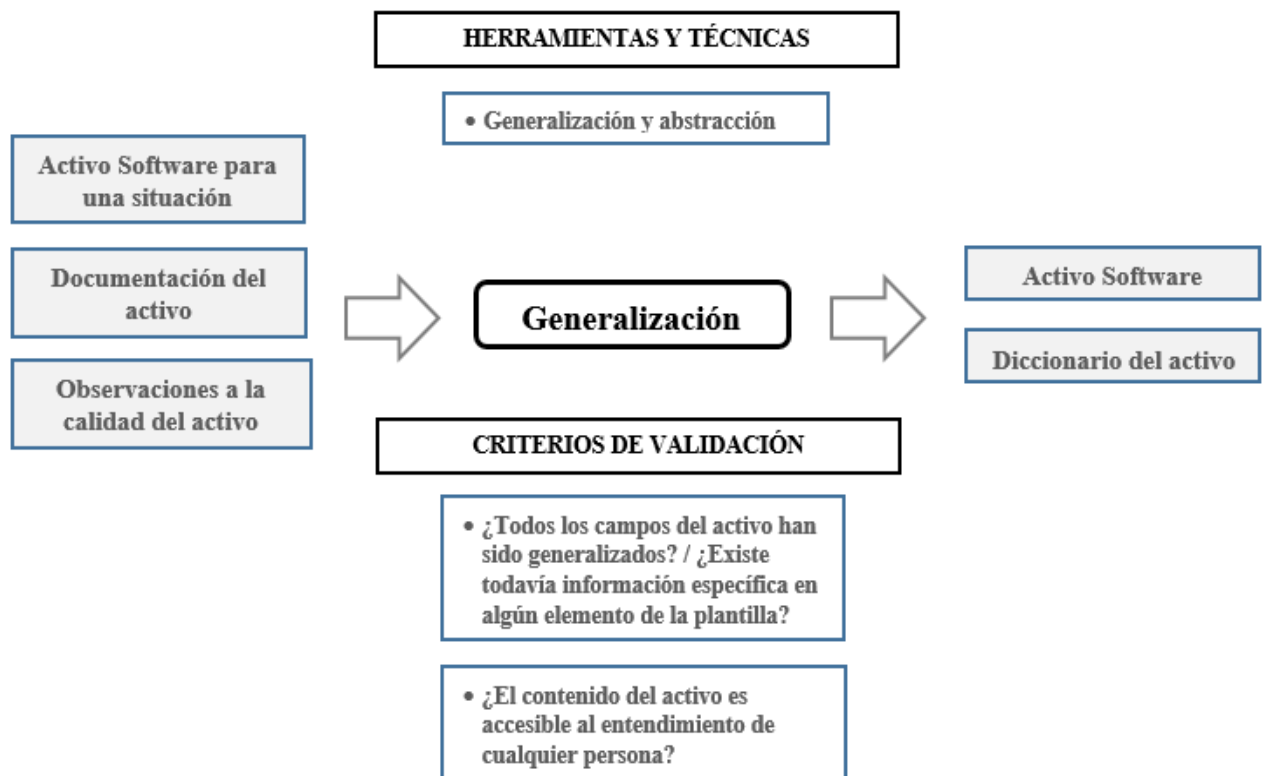 HERRAMIENTAS Y TÉCNICAS
• Generalización y abstracción
Activo Software para
una situación
Documentación del
activo
Observaciones a la
calidad del activo
Generalización
Activo Software
Diccionario del activo
CRITERIOS DE VALIDACIÓN
• ¿Todos los campos del activo han
sido generalizados? / ¿Existe
todavía información específica en
algún elemento de la plantilla?
• ¿El contenido del activo es
accesible al entendimiento de
cualquier persona?